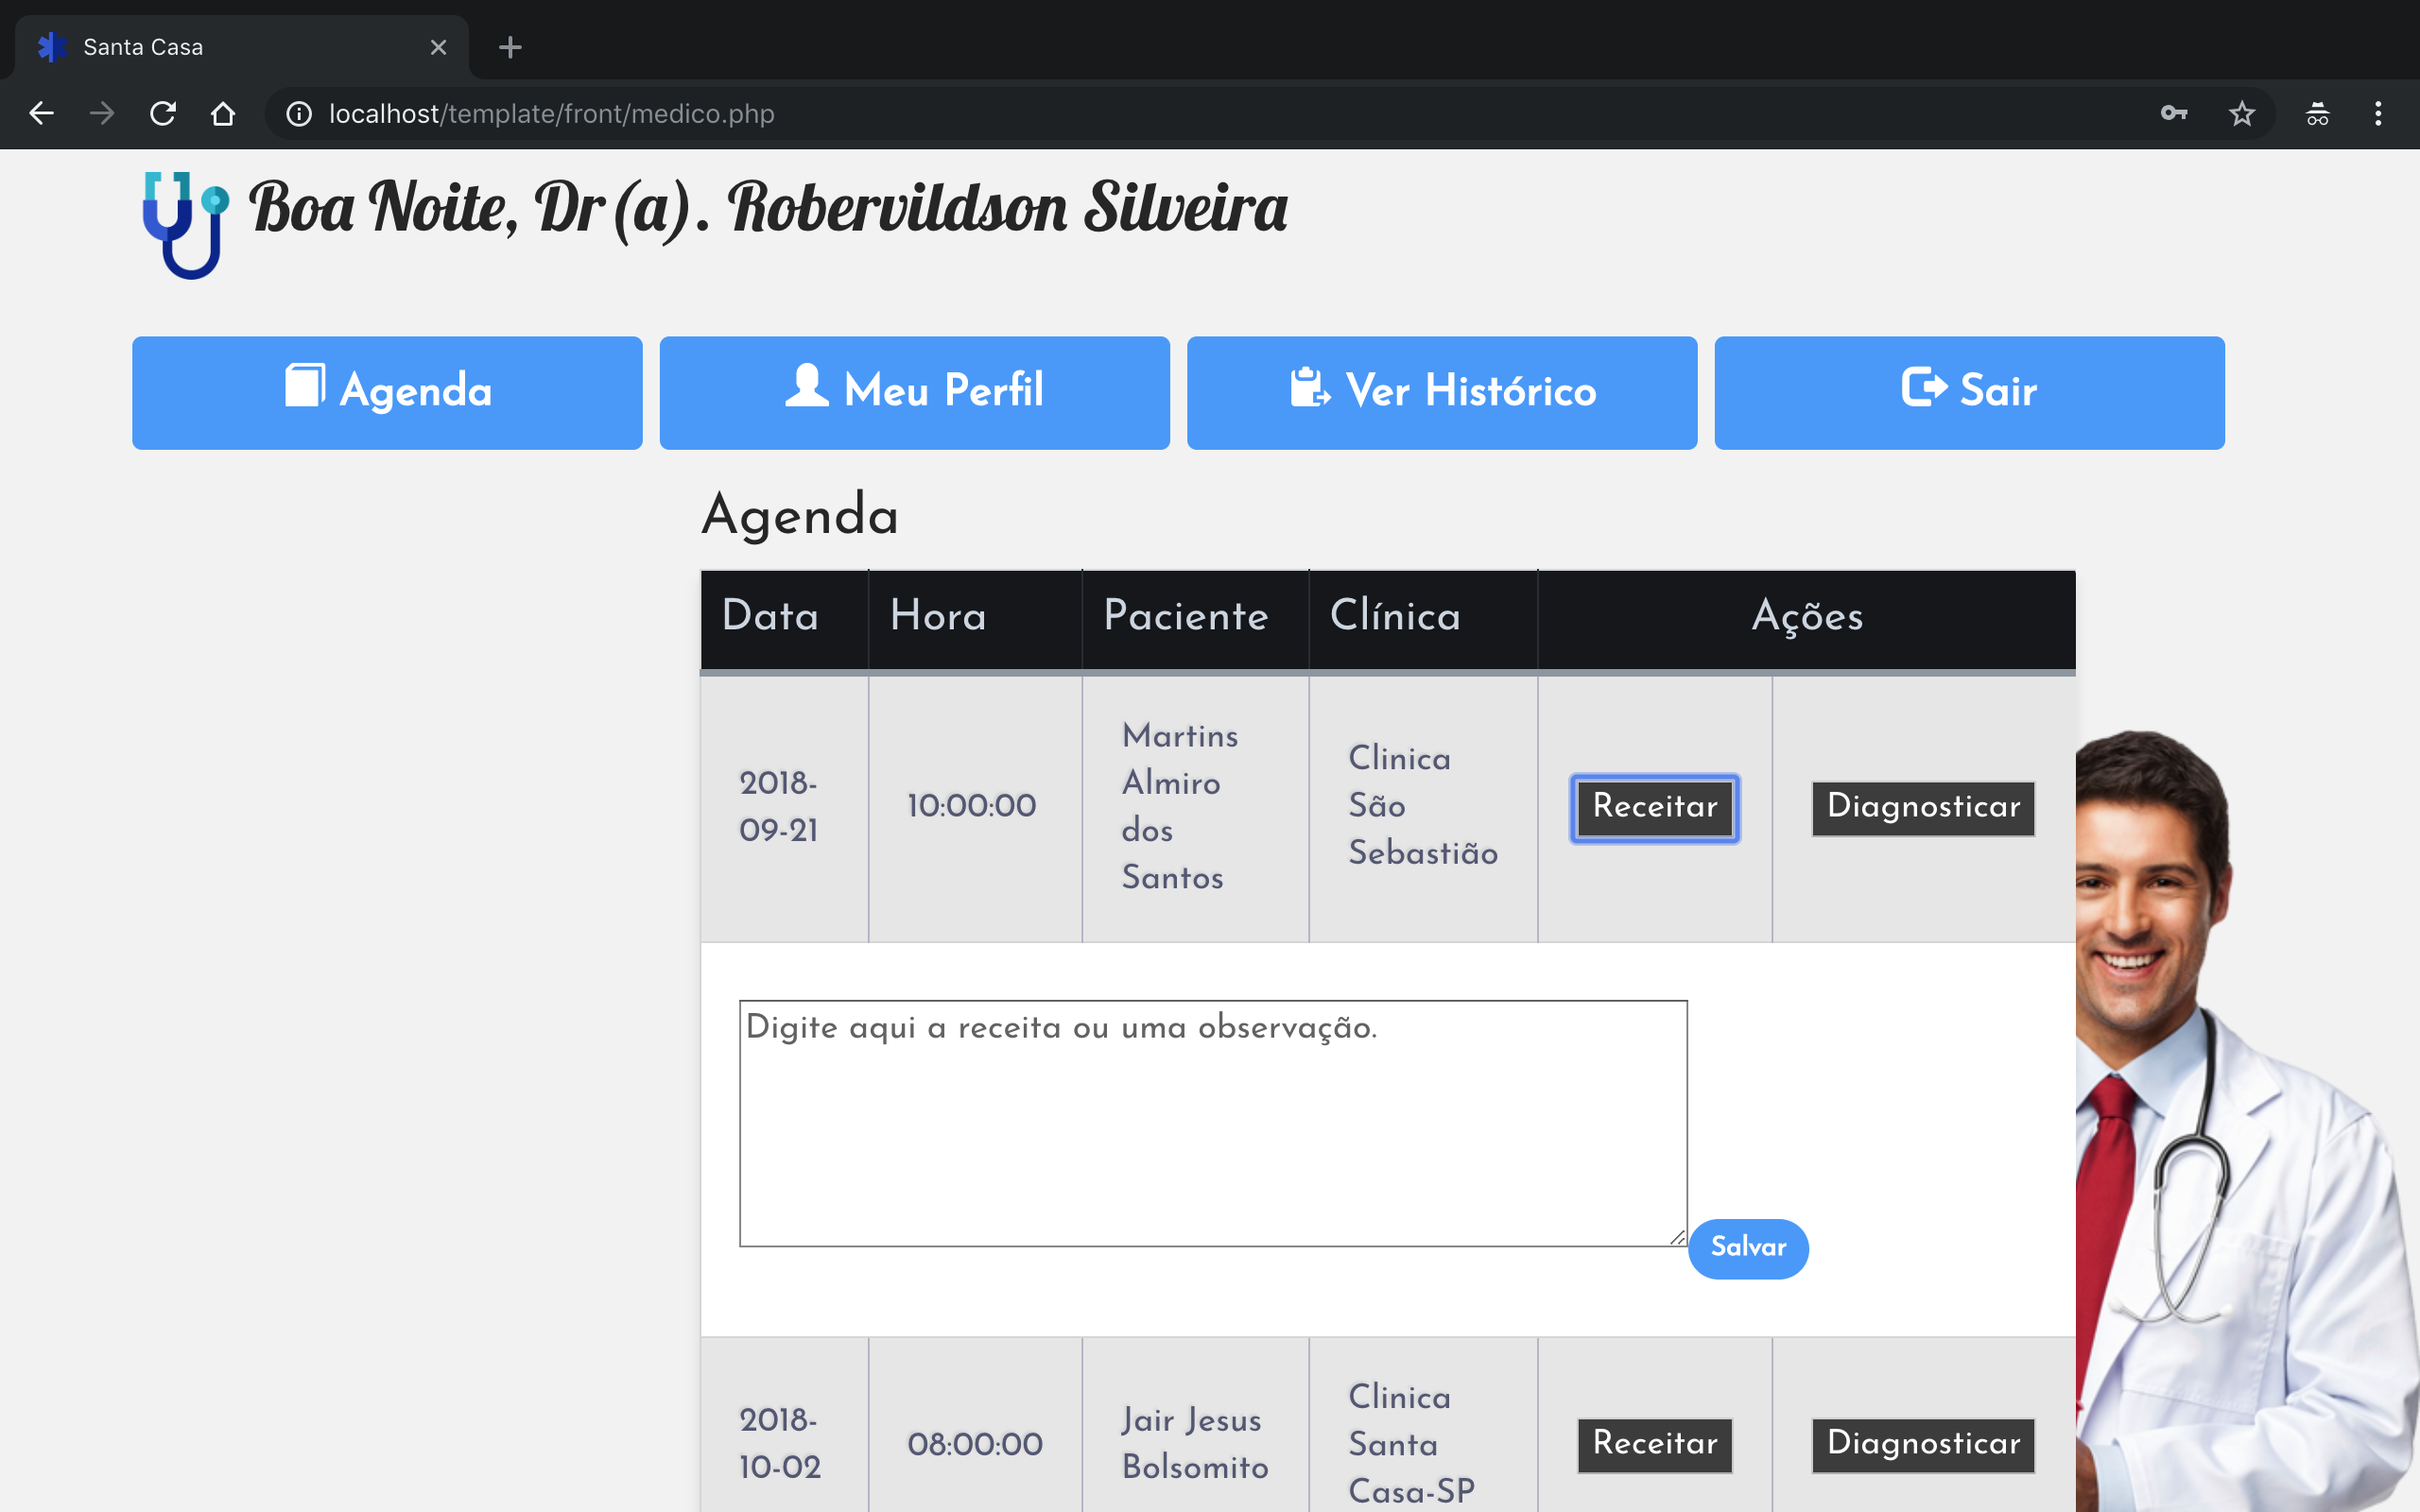 Santa Casa
localhost/template/front/medico.php
Boa Noite, Dr(a). Robervildson Silveira
Agenda
Meu Perfil
Ver Histórico
Sair
Agenda
Data
Hora
Paciente
Clínica
Ações
2018-
09-21
10:00:00
Martins
Almiro
dos
Santos
Clinica
São
Sebastião
Receitar
Diagnosticar
Digite aqui a receita ou uma observação.
Salvar
2018-
10-02
08:00:00
Jair Jesus
Bolsomito
Clinica
Santa
Casa-SP
Receitar
Diagnosticar